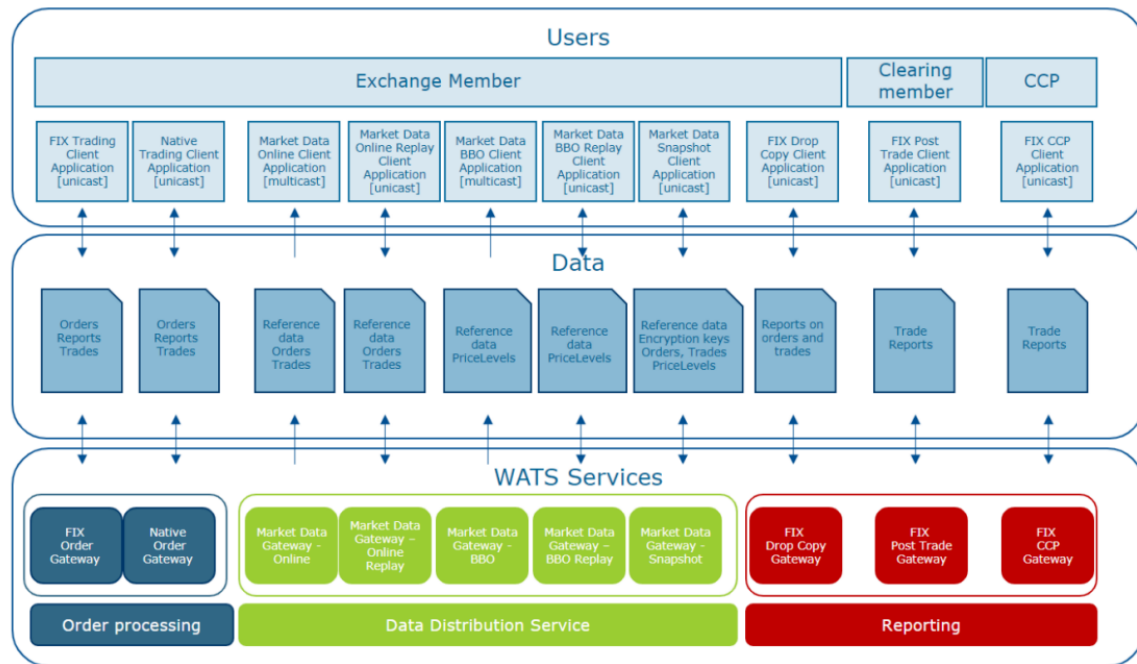 Users
Exchange Member
Clearing
member
CCP
FIX Trading
Client
Application
[unicast]
Native
Trading Client
Application
[unicast]
Market Data
Online Client
Application
[multicast]
Market Data
Online Replay
Client
Application
[unicast]
Market Data
BBO Client
Application
[multicast]
Market Data
BBO Replay
Client
Application
[unicast]
Market Data
Snapshot
Client
Application
[unicast]
FIX Drop
Copy Client
Application
[unicast]
FIX Post
Trade Client
Application
[unicast]
FIX CCP
Client
Application
[unicast]
Data
Orders
Reports
Trades
Orders
Reports
Trades
Reference
data
Orders
Trades
Reference
data
Orders
Trades
Reference
data
PriceLevels
Reference
data
PriceLevels
Reference data
Encryption keys
Orders, Trades
PriceLevels
Reports on
orders and
trades
Trade
Reports
Trade
Reports
WATS Services
FIX
Order
Gateway
Native
Order
Gateway
Market Data
Gateway -
Online
Market Data
Gateway –
Online
Replay
Market Data
Gateway -
BBO
Market Data
Gateway –
BBO Replay
Market Data
Gateway -
Snapshot
FIX
Drop Copy
Gateway
FIX
Post Trade
Gateway
FIX
CCP
Gateway
Order processing
Data Distribution Service
Reporting